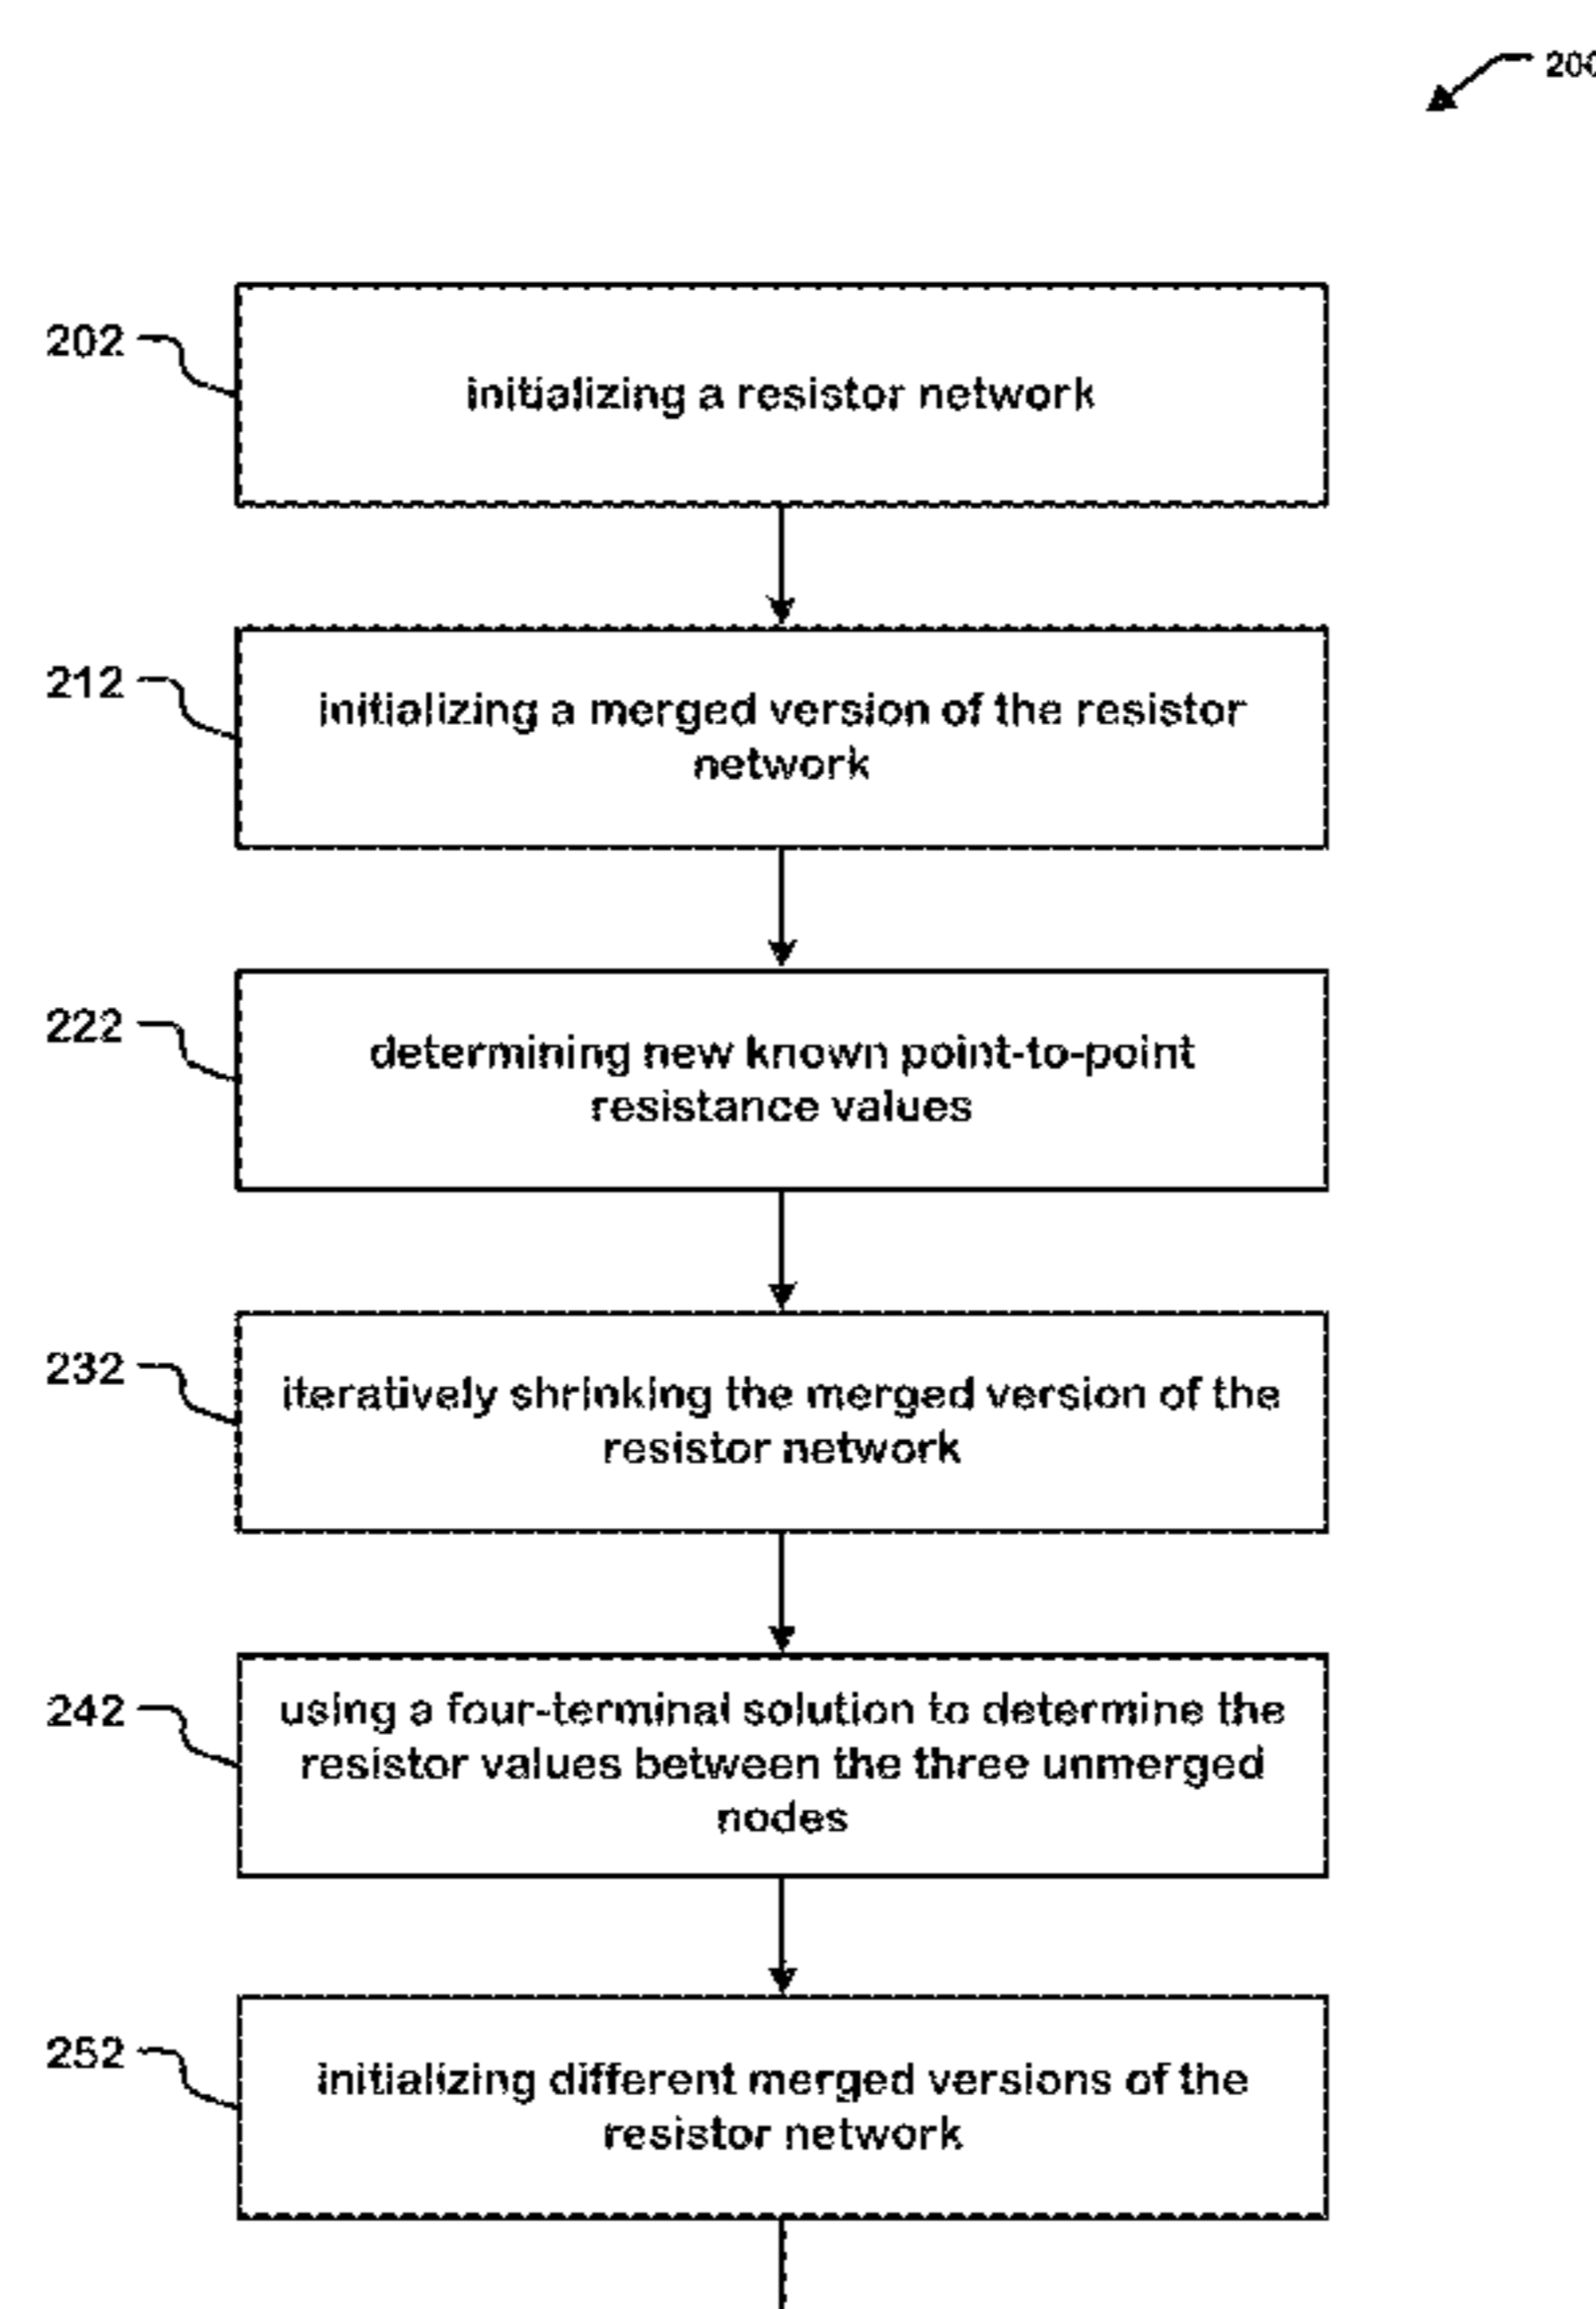 200
202
initializing a resistor network
212
initializing a merged version of the resistor
network
222
determining new known point-to-point
resistance values
232
iteratively shrinking the merged version of the
resistor network
242
using a four-terminal solution to determine the
resistor values between the three unmerged
nodes
252
initializing different merged versions of the
resistor network